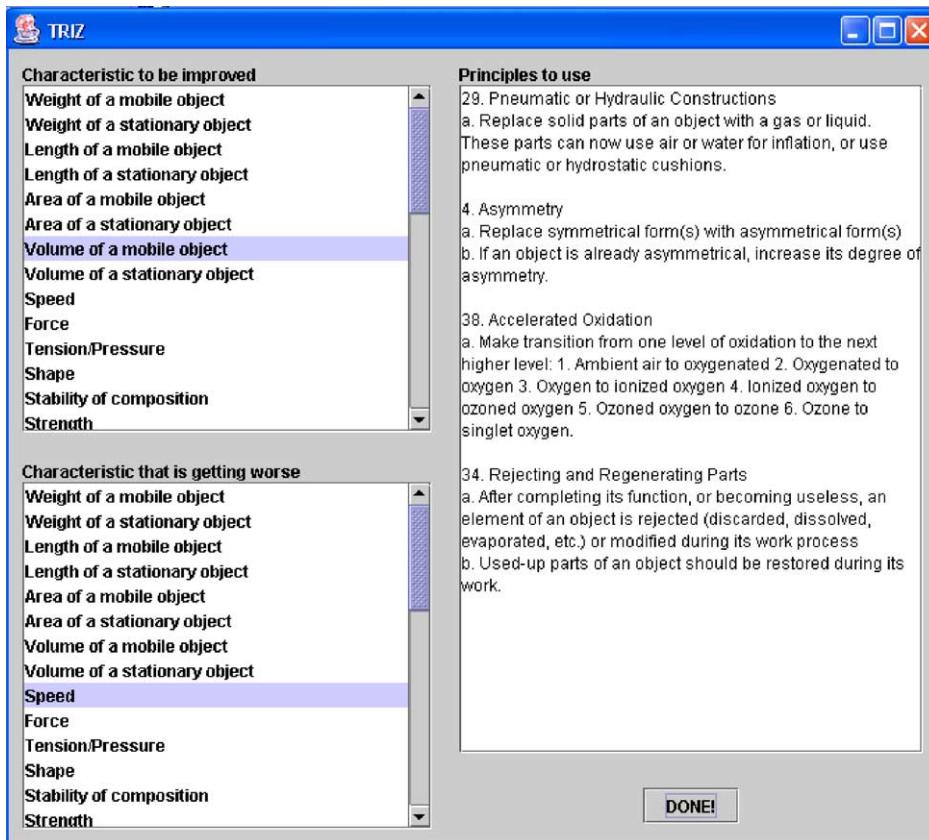 TRIZ
Characteristic to be improved
Weight of a mobile object
Weight of a stationary object
Length of a mobile object
Length of a stationary object
Area of a mobile object
Area of a stationary object
Volume of a mobile object
Volume of a stationary object
Speed
Force
Tension/Pressure
Shape
Stability of composition
Strength
Characteristic that is getting worse
Weight of a mobile object
Weight of a stationary object
Length of a mobile object
Length of a stationary object
Area of a mobile object
Area of a stationary object
Volume of a mobile object
Volume of a stationary object
Speed
Force
Tension/Pressure
Shape
Stability of composition
Strength
Principles to use
29. Pneumatic or Hydraulic Constructions
a. Replace solid parts of an object with a gas or liquid.
These parts can now use air or water for inflation, or use
pneumatic or hydrostatic cushions.
4. Asymmetry
a. Replace symmetrical form(s) with asymmetrical form(s)
b. If an object is already asymmetrical, increase its degree of
asymmetry.
38. Accelerated Oxidation
a. Make transition from one level of oxidation to the next
higher level: 1. Ambient air to oxygenated 2. Oxygenated to
oxygen 3. Oxygen to ionized oxygen 4. Ionized oxygen to
ozoned oxygen 5. Ozoned oxygen to ozone 6. Ozone to
singlet oxygen.
34. Rejecting and Regenerating Parts
a. After completing its function, or becoming useless, an
element of an object is rejected (discarded, dissolved,
evaporated, etc.) or modified during its work process
b. Used-up parts of an object should be restored during its
work.
DONE!